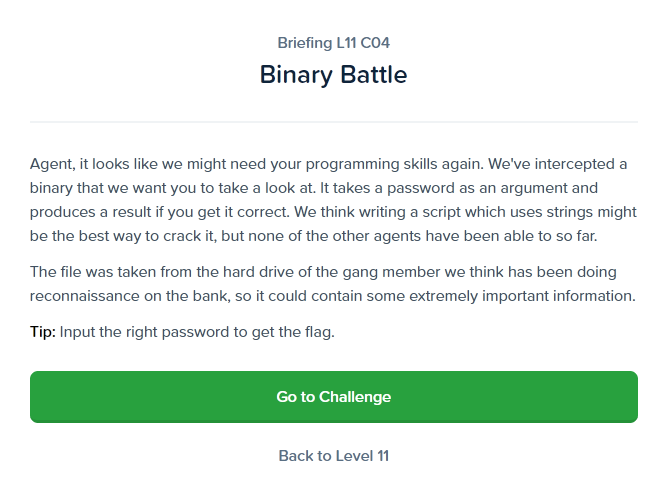 Briefing L11 C04
Binary Battle
Agent, it looks like we might need your programming skills again. We've intercepted a
binary that we want you to take a look at. It takes a password as an argument and
produces a result if you get it correct. We think writing a script which uses strings might
be the best way to crack it, but none of the other agents have been able to so far.
The file was taken from the hard drive of the gang member we think has been doing
reconnaissance on the bank, so it could contain some extremely important information.
Tip: Input the right password to get the flag.
Go to Challenge
Back to Level 11